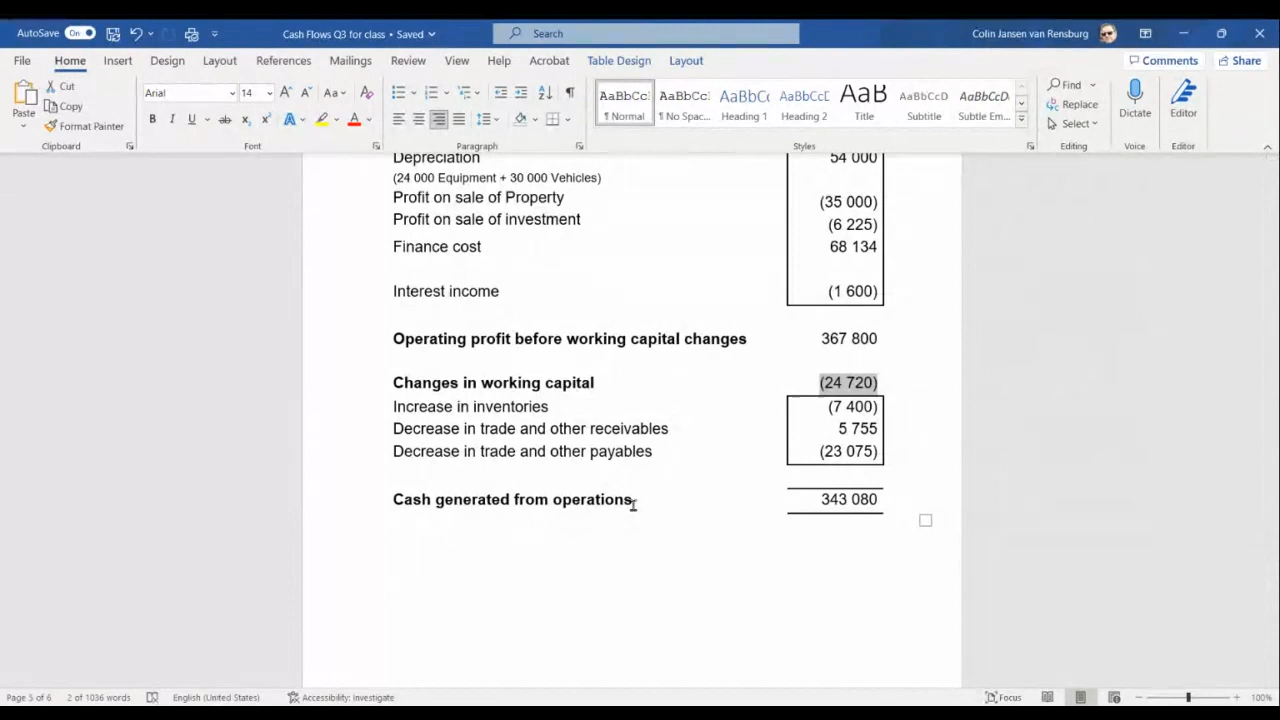 AutoSave On
Cash Flows Q3 for class • Saved
Search
Colin Jansen van Rensburg
File Home Insert Design Layout References Mailings Review View Help Acrobat Table Design Layout
Comments Share
Paste
Cut
Copy
Format Painter
Clipboard
Arial 14
Font
Paragraph
AaBbCc AaBbCc AaBbCc AaBbCcD AaB AaBbCcD AaBbCcD
¶ Normal ¶ No Spac... Heading 1 Heading 2 Title Subtitle Subtle Em...
Styles
Find
Replace
Select
Editing
Dictate
Voice
Editor
Editor
Depreciation 54 000
(24 000 Equipment + 30 000 Vehicles)
Profit on sale of Property (35 000)
Profit on sale of investment (6 225)
Finance cost 68 134
Interest income (1 600)
Operating profit before working capital changes 367 800
Changes in working capital (24 720)
Increase in inventories (7 400)
Decrease in trade and other receivables 5 755
Decrease in trade and other payables (23 075)
Cash generated from operations 343 080
Page 5 of 6 2 of 1036 words English (United States) Accessibility: Investigate Focus 100%